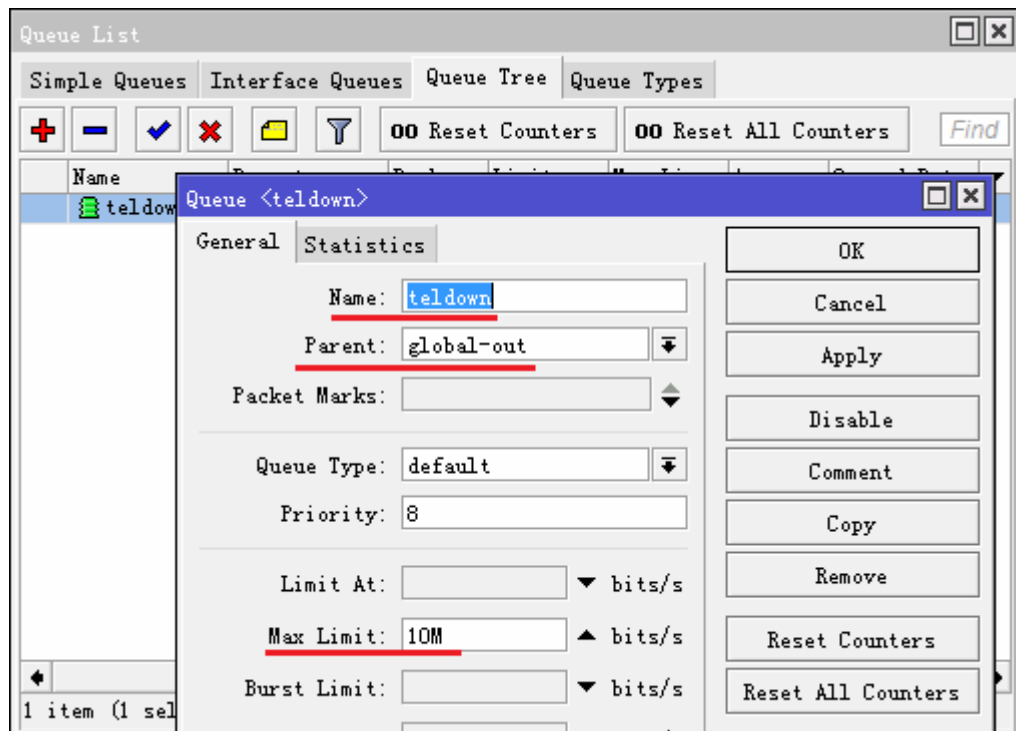 Queue List
Simple Queues Interface Queues Queue Tree Queue Types
00 Reset Counters 00 Reset All Counters Find
Name
teldow
Queue <teldown>
General Statistics
Name: teldown
Parent: global-out
Packet Marks:
Queue Type: default
Priority: 8
Limit At: bits/s
Max Limit: 10M bits/s
Burst Limit: bits/s
OK
Cancel
Apply
Disable
Comment
Copy
Remove
Reset Counters
Reset All Counters
1 item (1 sel